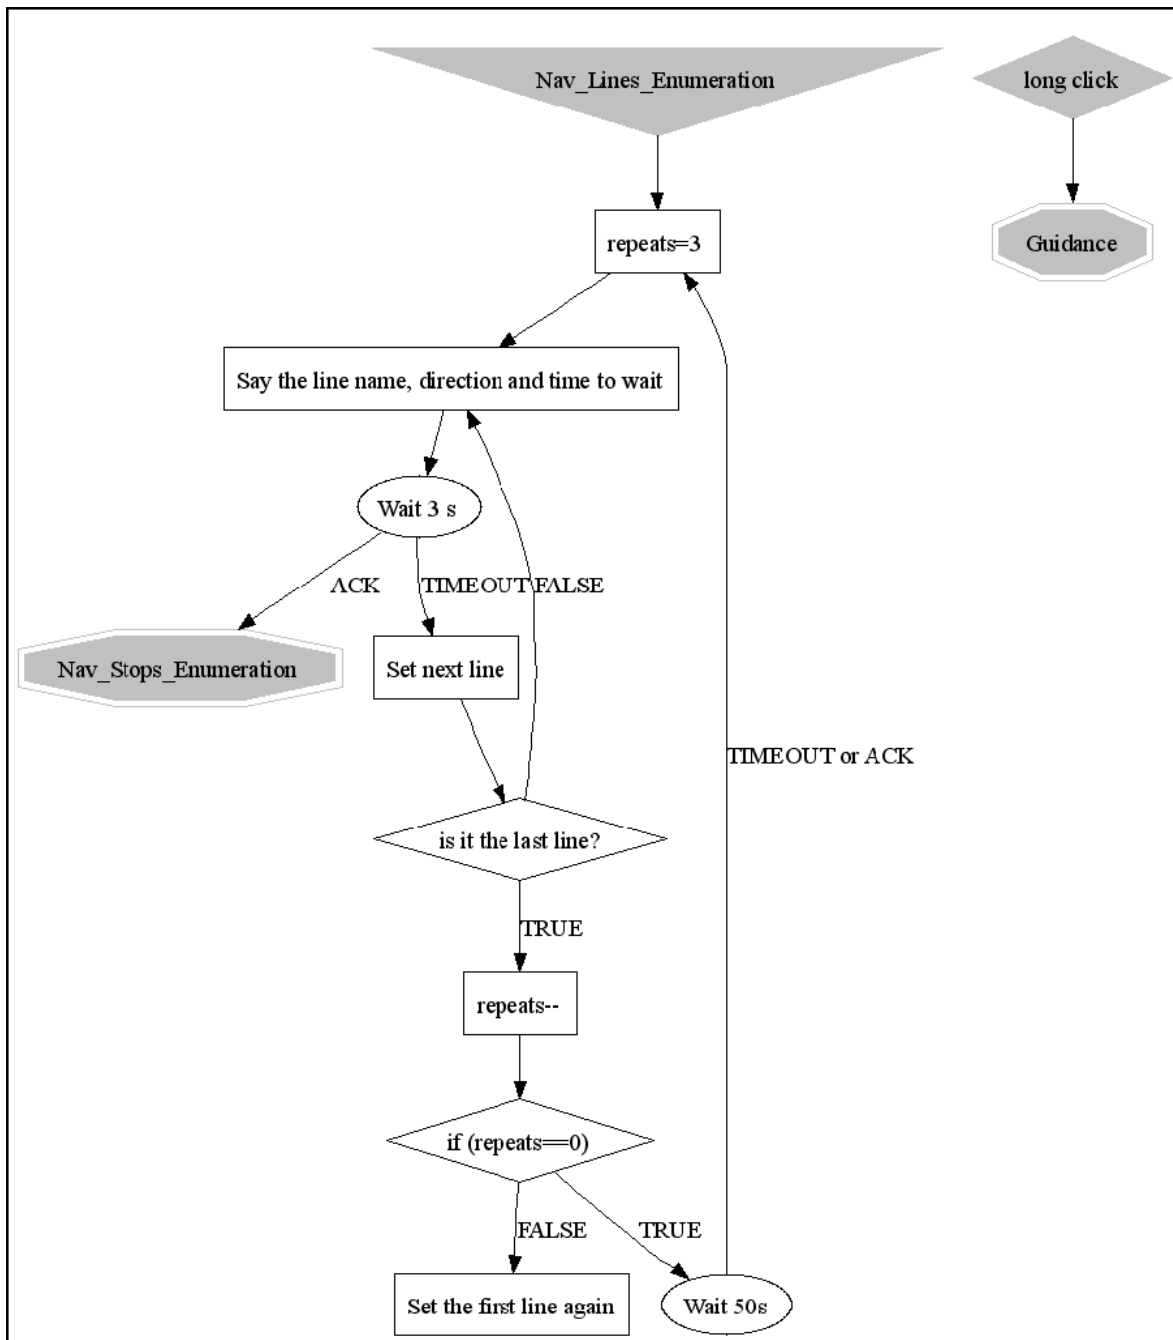 Nav_Lines_Enumeration
long click
repeats=3
Guidance
Say the line name, direction and time to wait
Wait 3 s
ACK
TIMEOUT
FALSE
Nav_Stops_Enumeration
Set next line
TIMEOUT or ACK
is it the last line?
TRUE
repeats--
if (repeats==0)
FALSE
TRUE
Set the first line again
Wait 50s